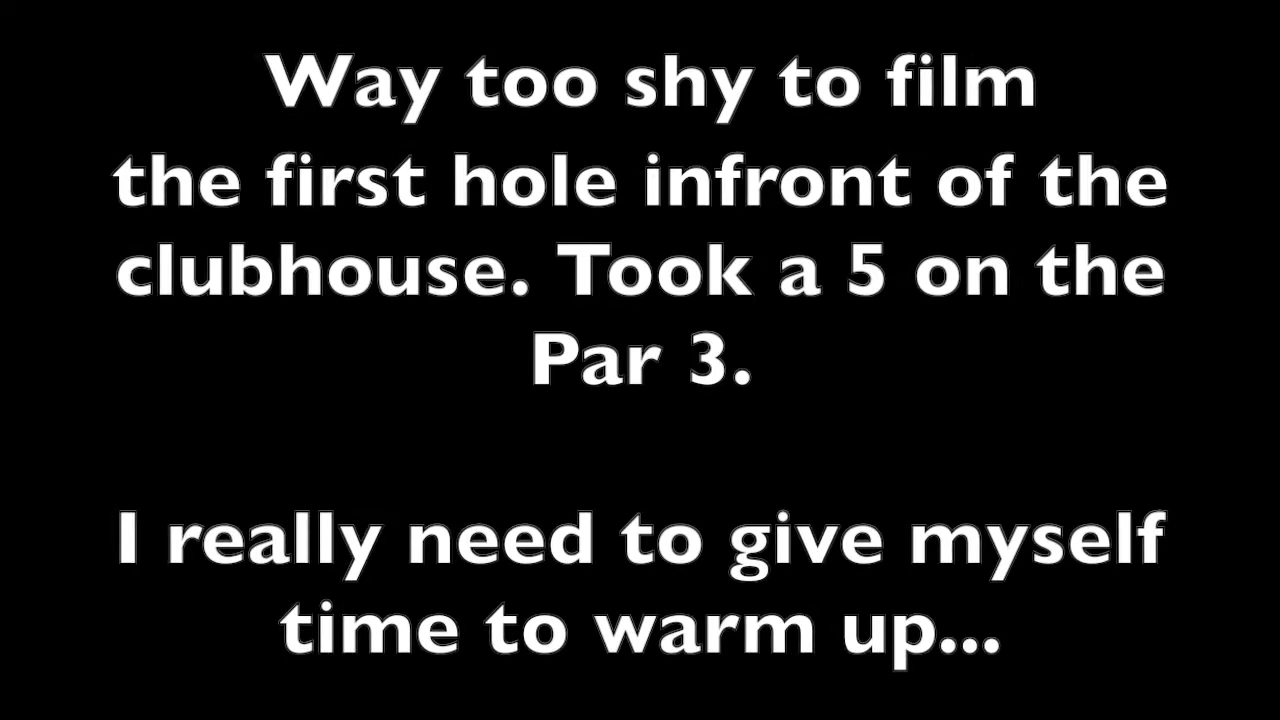 Way too shy to film
the first hole infront of the
clubhouse. Took a 5 on the
Par 3.
I really need to give myself
time to warm up...